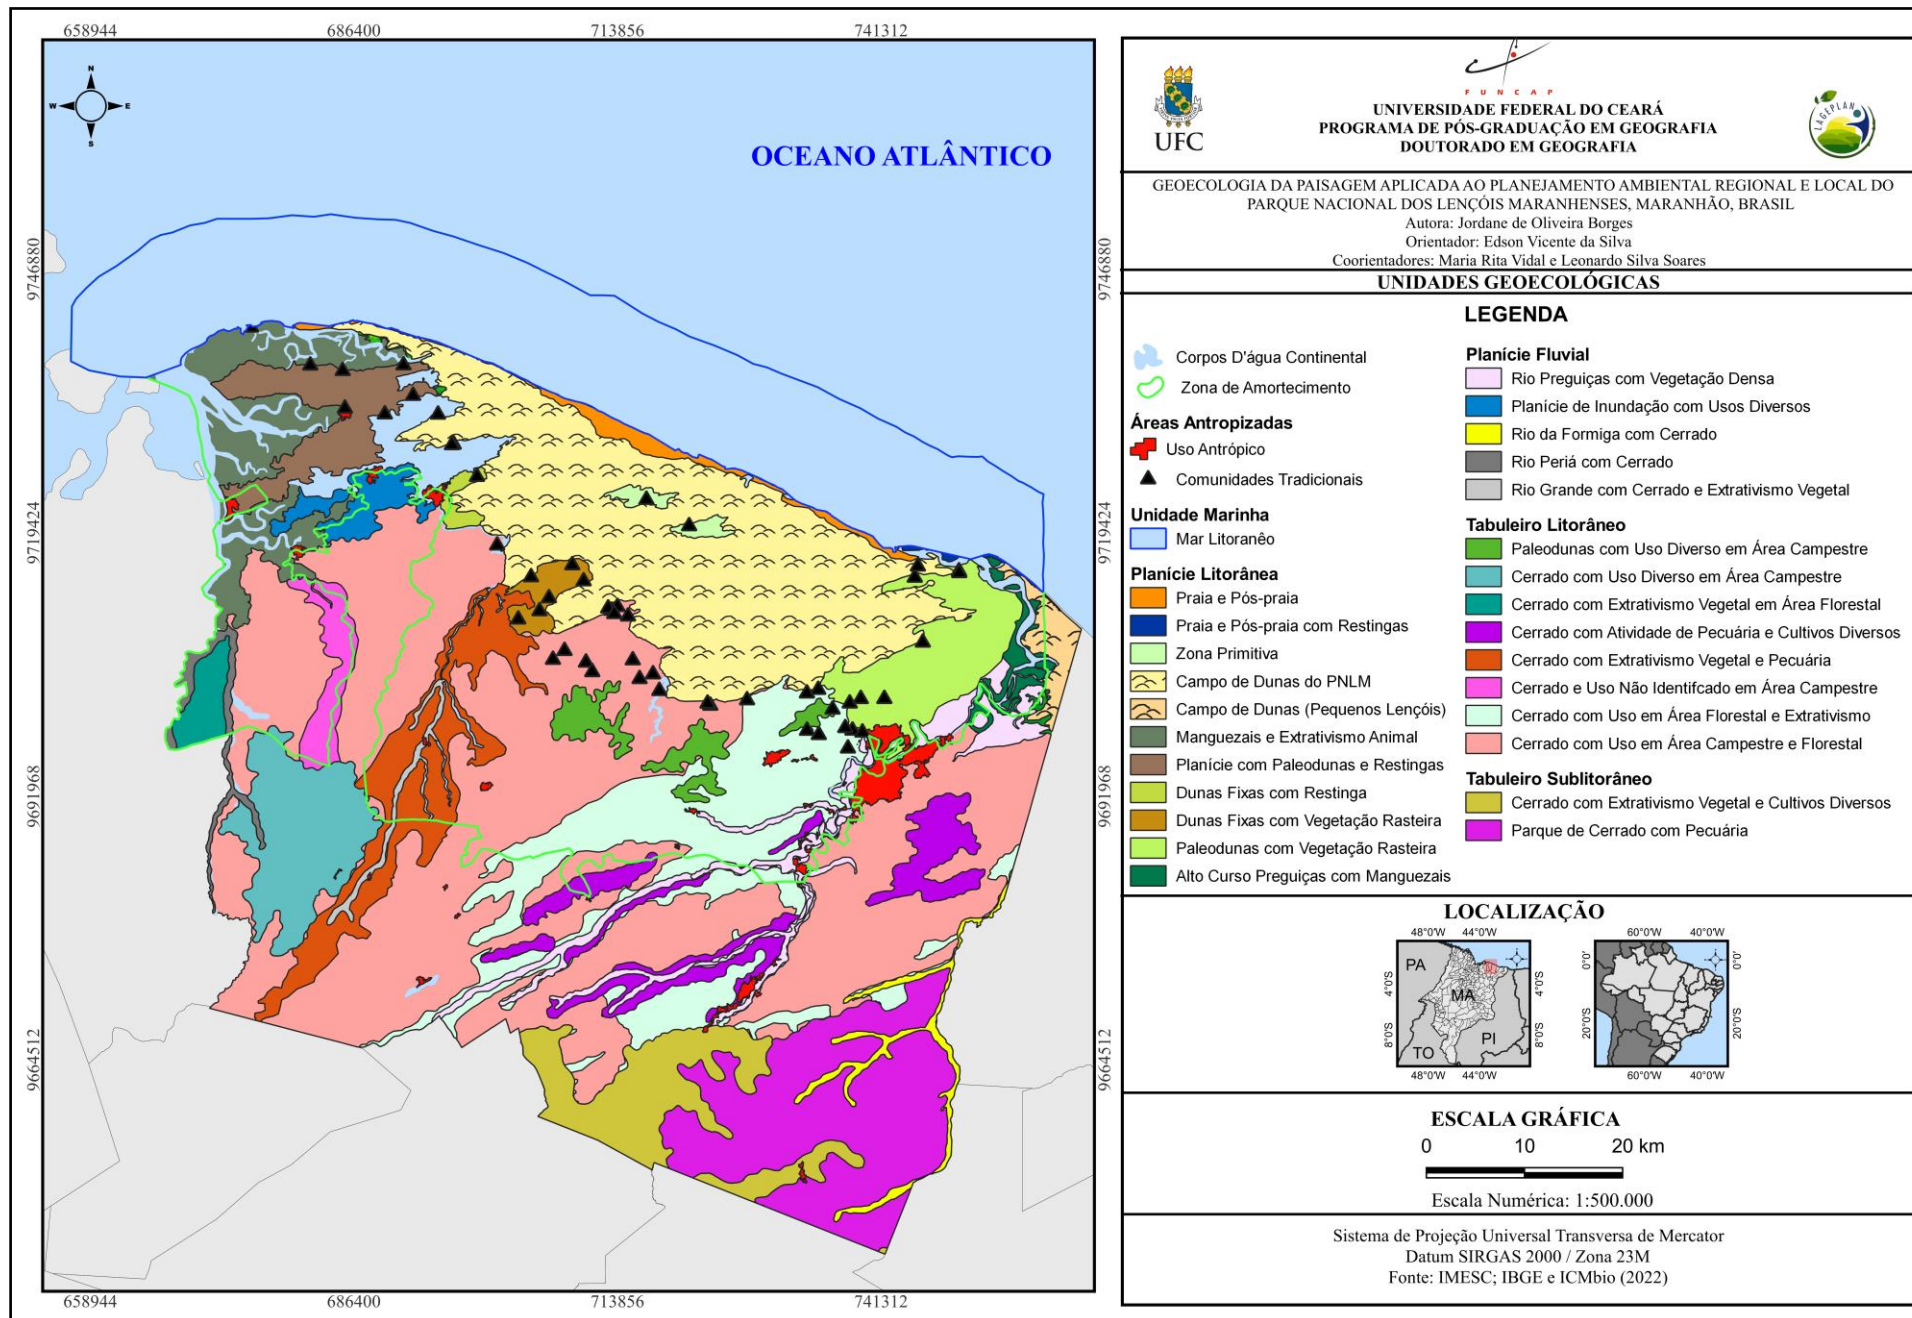 658944 686400 713856 741312
N
W E
S
OCEANO ATLÂNTICO
9746880 9746880
9719424 9719424
9691968 9691968
9664512 9664512
658944 686400 713856 741312
UFC
FUNCAP
LAGEPLAN
UNIVERSIDADE FEDERAL DO CEARÁ
PROGRAMA DE PÓS-GRADUAÇÃO EM GEOGRAFIA
DOUTORADO EM GEOGRAFIA
GEOECOLOGIA DA PAISAGEM APLICADA AO PLANEJAMENTO AMBIENTAL REGIONAL E LOCAL DO
PARQUE NACIONAL DOS LENÇÓIS MARANHENSES, MARANHÃO, BRASIL
Autora: Jordane de Oliveira Borges
Orientador: Edson Vicente da Silva
Coorientadores: Maria Rita Vidal e Leonardo Silva Soares
UNIDADES GEOECOLÓGICAS
LEGENDA
Corpos D'água Continental
Zona de Amortecimento
Áreas Antropizadas
Uso Antrópico
Comunidades Tradicionais
Unidade Marinha
Mar Litoranêo
Planície Litorânea
Praia e Pós-praia
Praia e Pós-praia com Restingas
Zona Primitiva
Campo de Dunas do PNLM
Campo de Dunas (Pequenos Lençóis)
Manguezais e Extrativismo Animal
Planície com Paleodunas e Restingas
Dunas Fixas com Restinga
Dunas Fixas com Vegetação Rasteira
Paleodunas com Vegetação Rasteira
Alto Curso Preguiças com Manguezais
Planície Fluvial
Rio Preguiças com Vegetação Densa
Planície de Inundação com Usos Diversos
Rio da Formiga com Cerrado
Rio Periá com Cerrado
Rio Grande com Cerrado e Extrativismo Vegetal
Tabuleiro Litorâneo
Paleodunas com Uso Diverso em Área Campestre
Cerrado com Uso Diverso em Área Campestre
Cerrado com Extrativismo Vegetal em Área Florestal
Cerrado com Atividade de Pecuária e Cultivos Diversos
Cerrado com Extrativismo Vegetal e Pecuária
Cerrado e Uso Não Identifcado em Área Campestre
Cerrado com Uso em Área Florestal e Extrativismo
Cerrado com Uso em Área Campestre e Florestal
Tabuleiro Sublitorâneo
Cerrado com Extrativismo Vegetal e Cultivos Diversos
Parque de Cerrado com Pecuária
LOCALIZAÇÃO
48°0'W 44°0'W 60°0'W 40°0'W
4°0'S 8°0'S
PA
MA
TO PI
4°0'S 8°0'S
0°0' 20°0'S
0°0' 20°0'S
48°0'W 44°0'W 60°0'W 40°0'W
ESCALA GRÁFICA
0 10 20 km
Escala Numérica: 1:500.000
Sistema de Projeção Universal Transversa de Mercator
Datum SIRGAS 2000 / Zona 23M
Fonte: IMESC; IBGE e ICMbio (2022)